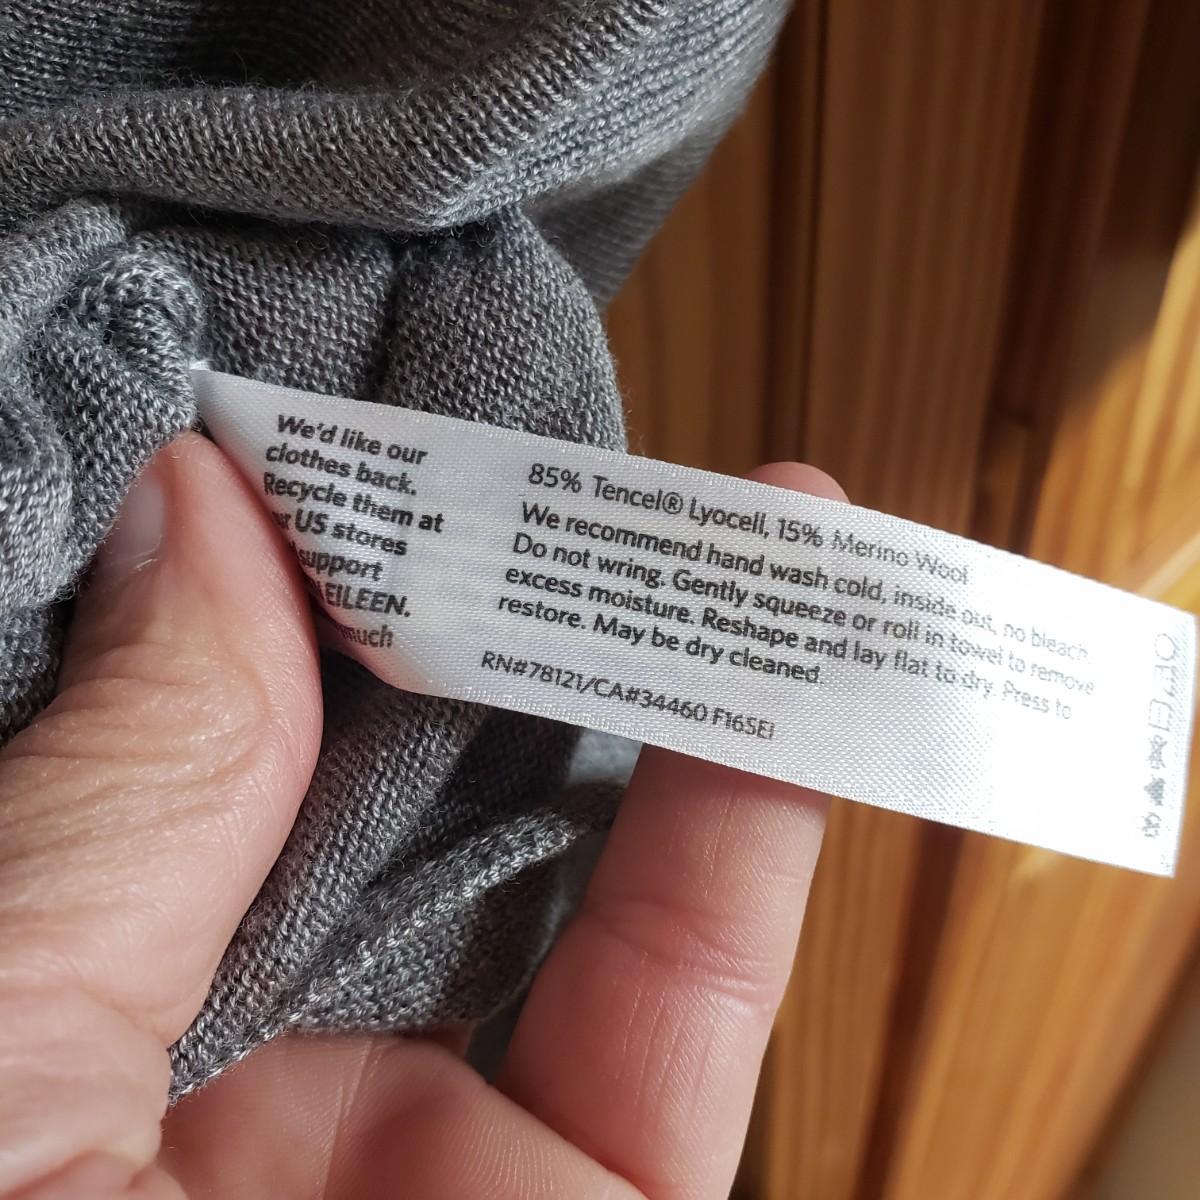 We'd like our
clothes back.
Recycle them at
US stores
support
EILEEN.
much
85% Tencel® Lyocell, 15% Merino Wool
We recommend hand wash cold, inside out, no bleach.
Do not wring. Gently squeeze or roll in towel to remove
excess moisture. Reshape and lay flat to dry. Press to
restore. May be dry cleaned.
RN#78121/CA#34460 F16SEI